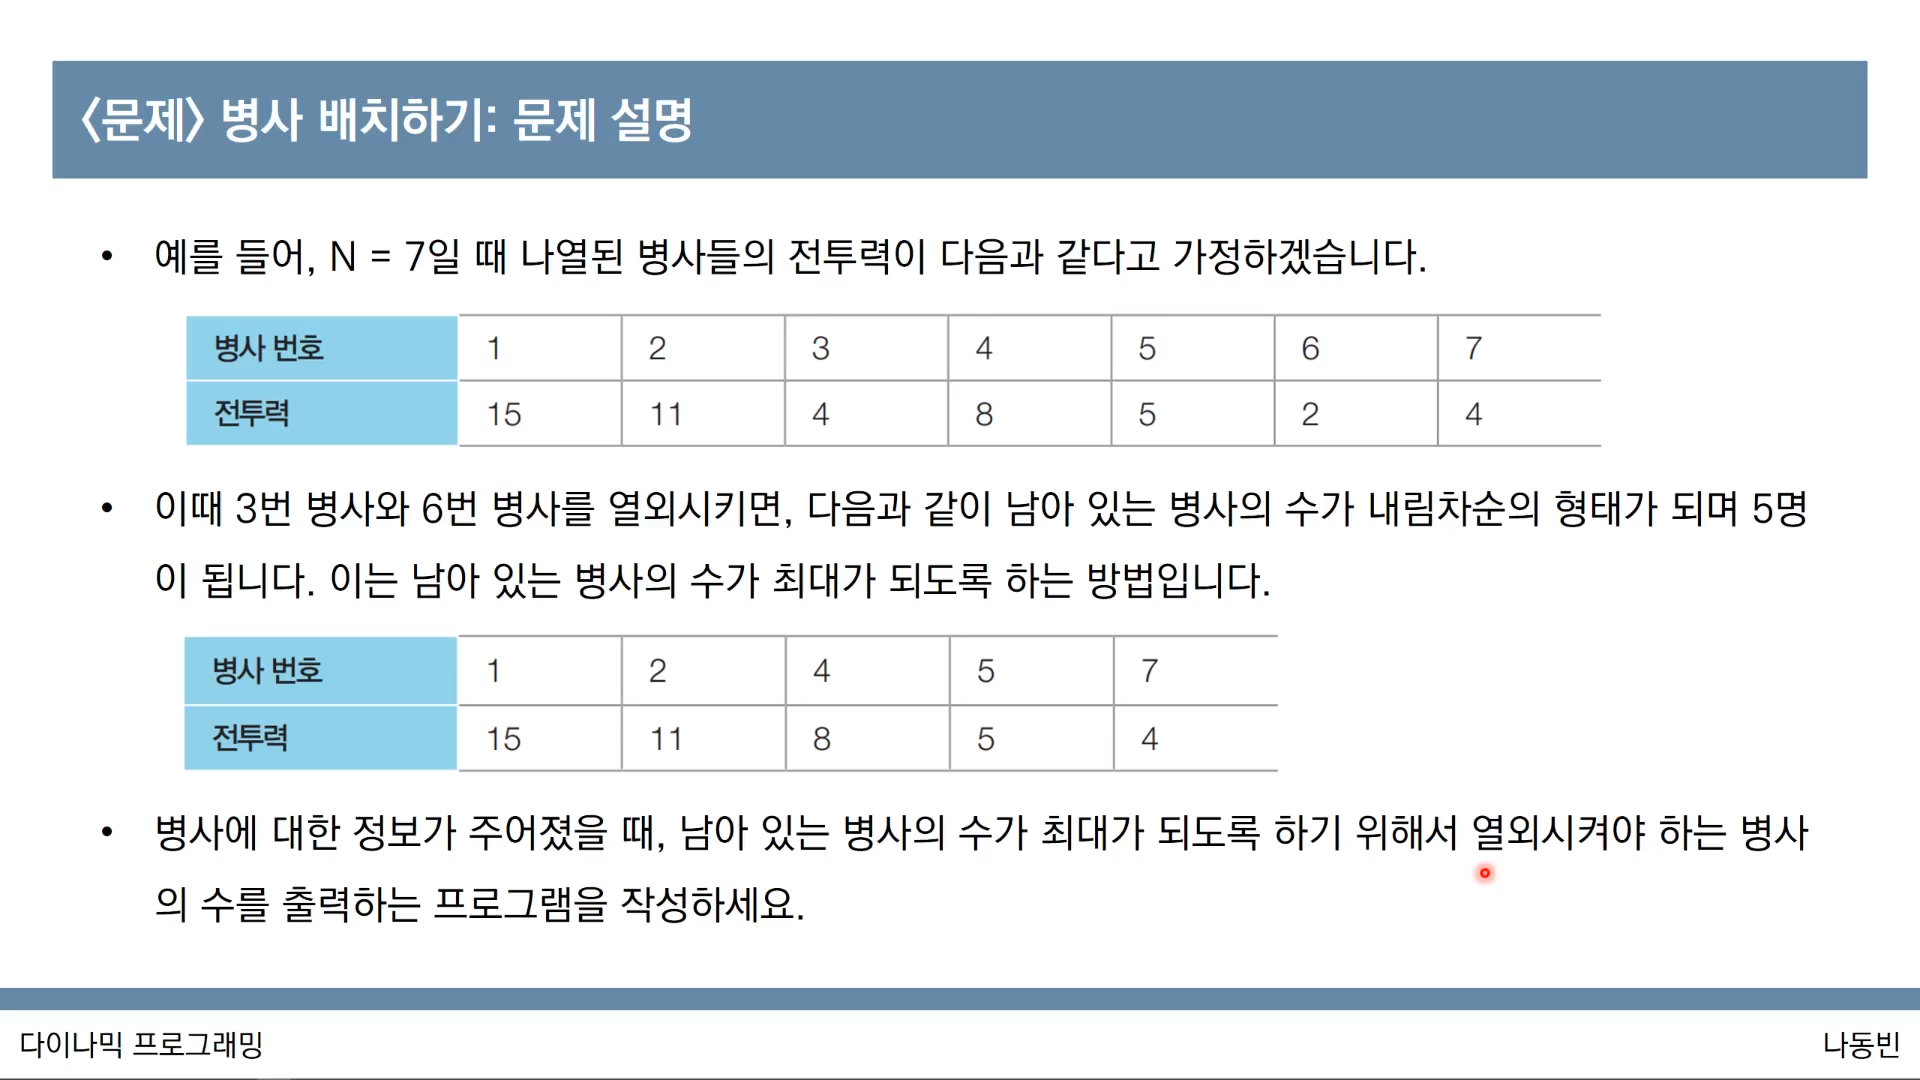 〈문제〉 병사 배치하기: 문제 설명
• 예를 들어, N = 7일 때 나열된 병사들의 전투력이 다음과 같다고 가정하겠습니다.
병사 번호 1 2 3 4 5 6 7
전투력 15 11 4 8 5 2 4
• 이때 3번 병사와 6번 병사를 열외시키면, 다음과 같이 남아 있는 병사의 수가 내림차순의 형태가 되며 5명
이 됩니다. 이는 남아 있는 병사의 수가 최대가 되도록 하는 방법입니다.
병사 번호 1 2 4 5 7
전투력 15 11 8 5 4
• 병사에 대한 정보가 주어졌을 때, 남아 있는 병사의 수가 최대가 되도록 하기 위해서 열외시켜야 하는 병사
의 수를 출력하는 프로그램을 작성하세요.
다이나믹 프로그래밍
나동빈